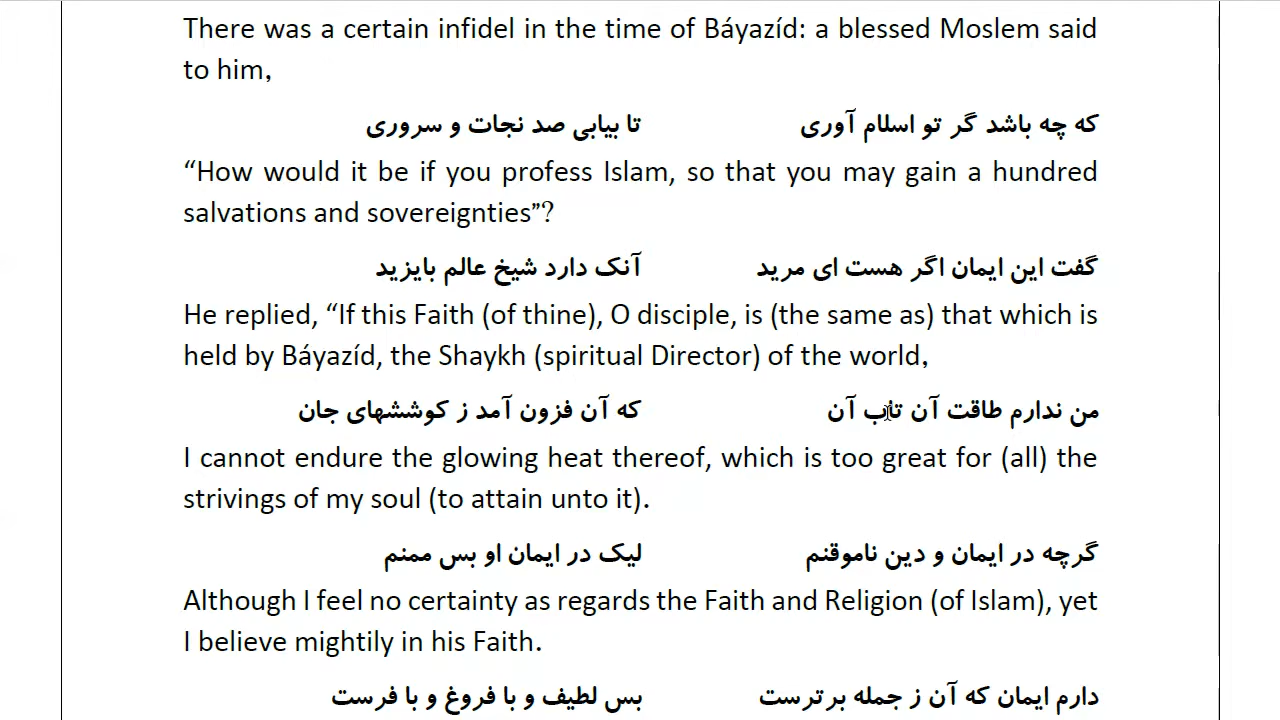 There was a certain infidel in the time of Báyazíd: a blessed Moslem said
to him,
که چه باشد گر تو اسلام آوری تا بیابی صد نجات و سروری
“How would it be if you profess Islam, so that you may gain a hundred
salvations and sovereignties”?
گفت این ایمان اگر هست ای مرید آنک دارد شیخ عالم بایزید
He replied, “If this Faith (of thine), O disciple, is (the same as) that which is
held by Báyazíd, the Shaykh (spiritual Director) of the world,
من ندارم طاقت آن تاب آن که آن فزون آمد ز کوششهای جان
I cannot endure the glowing heat thereof, which is too great for (all) the
strivings of my soul (to attain unto it).
گرچه در ایمان و دین ناموقنم لیک در ایمان او بس ممنم
Although I feel no certainty as regards the Faith and Religion (of Islam), yet
I believe mightily in his Faith.
دارم ایمان که آن ز جمله برترست بس لطیف و با فروغ و با فرست